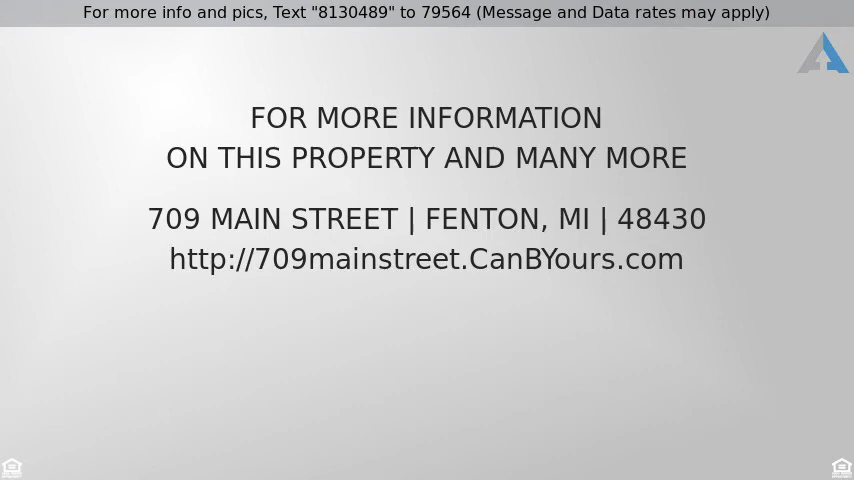 For more info and pics, Text "8130489" to 79564 (Message and Data rates may apply)
FOR MORE INFORMATION
ON THIS PROPERTY AND MANY MORE
709 MAIN STREET | FENTON, MI | 48430
http://709mainstreet.CanBYours.com